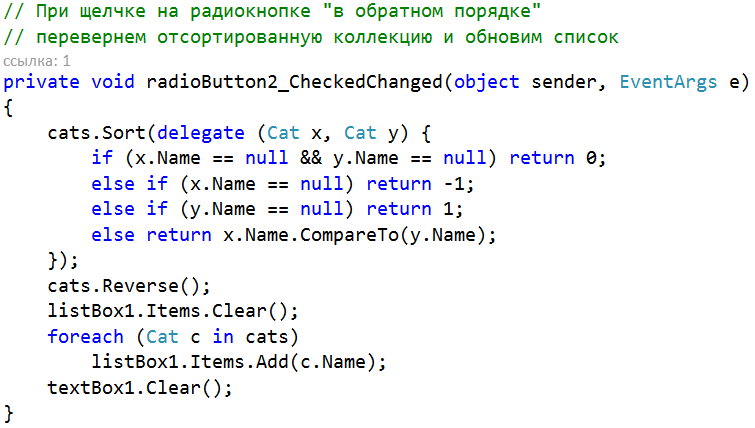 // При щелчке на радиокнопке "в обратном порядке"
// перевернем отсортированную коллекцию и обновим список
ссылка: 1
private void radioButton2_CheckedChanged(object sender, EventArgs e)
{
    cats.Sort(delegate (Cat x, Cat y) {
        if (x.Name == null && y.Name == null) return 0;
        else if (x.Name == null) return -1;
        else if (y.Name == null) return 1;
        else return x.Name.CompareTo(y.Name);
    });
    cats.Reverse();
    listBox1.Items.Clear();
    foreach (Cat c in cats)
        listBox1.Items.Add(c.Name);
    textBox1.Clear();
}